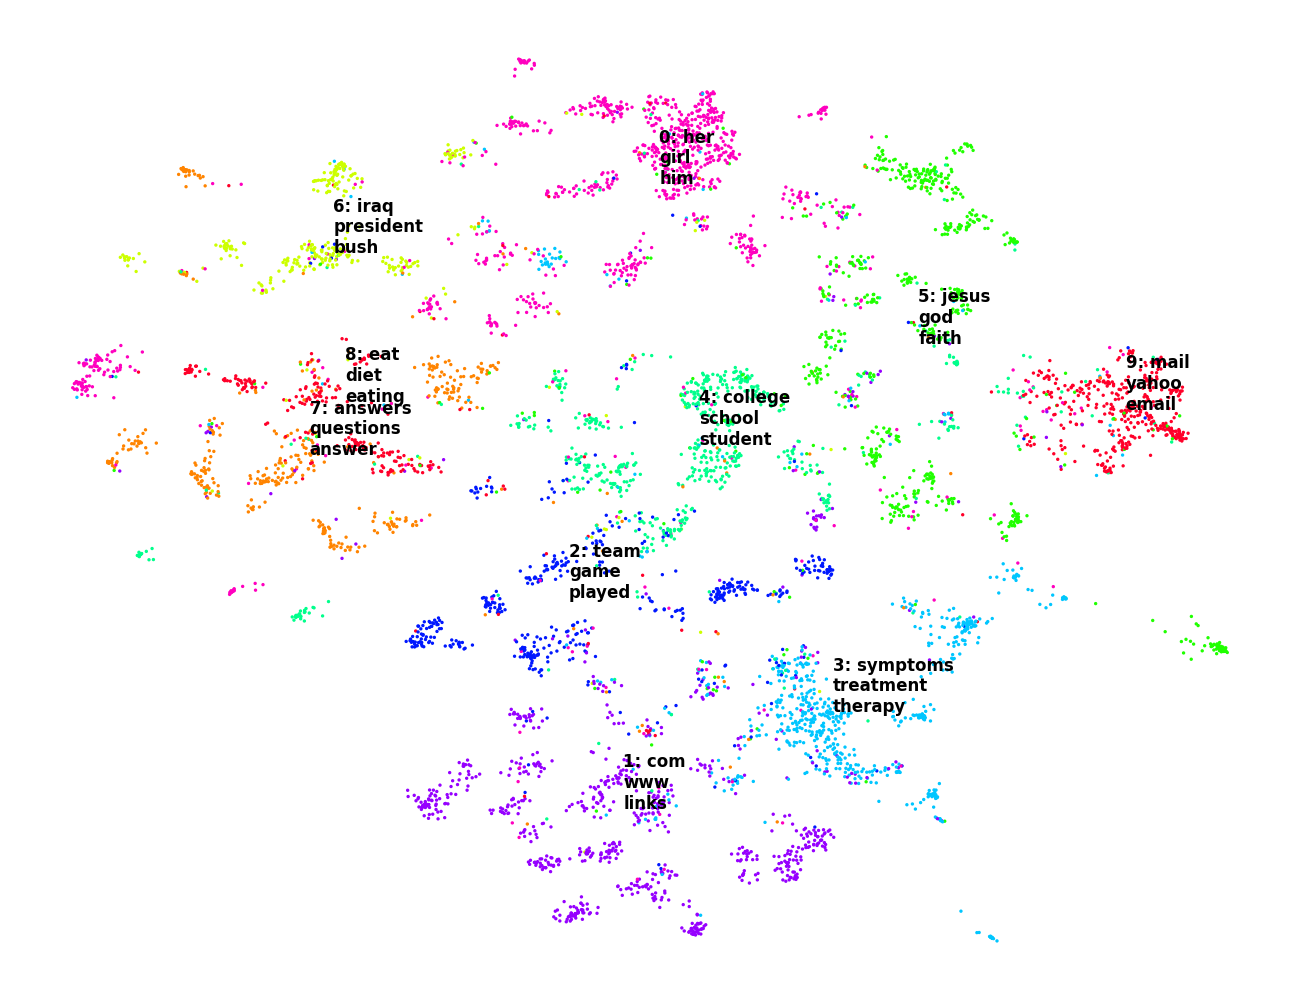 0: her
girl
him
6: iraq
president
bush
5: jesus
god
faith
8: eat
diet
eating
9: mail
yahoo
email
4: college
school
student
7: answers
questions
answer
2: team
game
played
3: symptoms
treatment
therapy
1: com
www
links